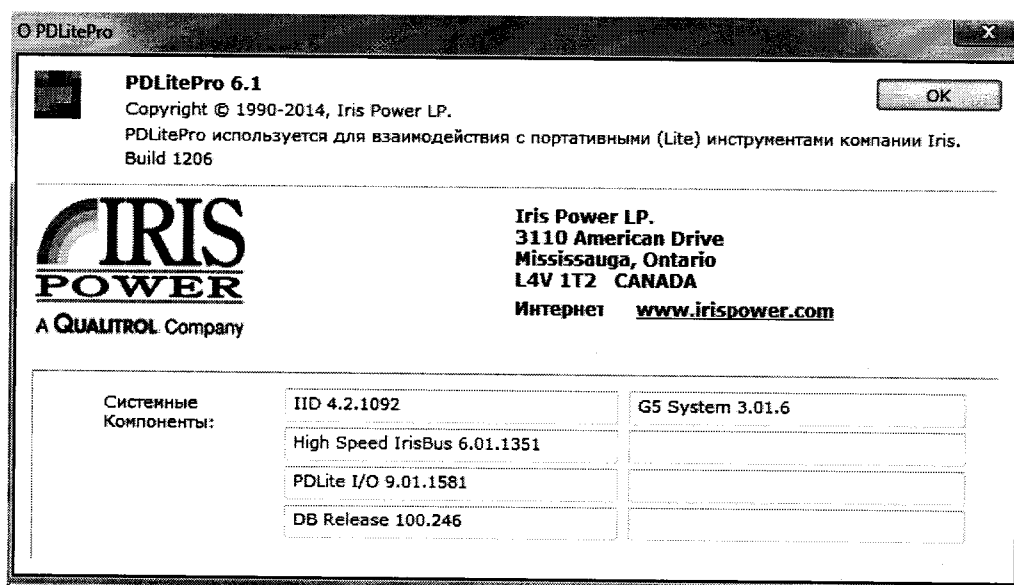 О PDLitePro
PDLitePro 6.1
OK
Copyright © 1990-2014, Iris Power LP.
PDLitePro используется для взаимодействия с портативными (Lite) инструментами компании Iris.
Build 1206
IRIS
POWER
A QUALITROL Company
Iris Power LP.
3110 American Drive
Mississauga, Ontario
L4V 1T2 CANADA
Интернет www.irispower.com
Системные
Компоненты:
IID 4.2.1092
G5 System 3.01.6
High Speed IrisBus 6.01.1351
PDLite I/O 9.01.1581
DB Release 100.246